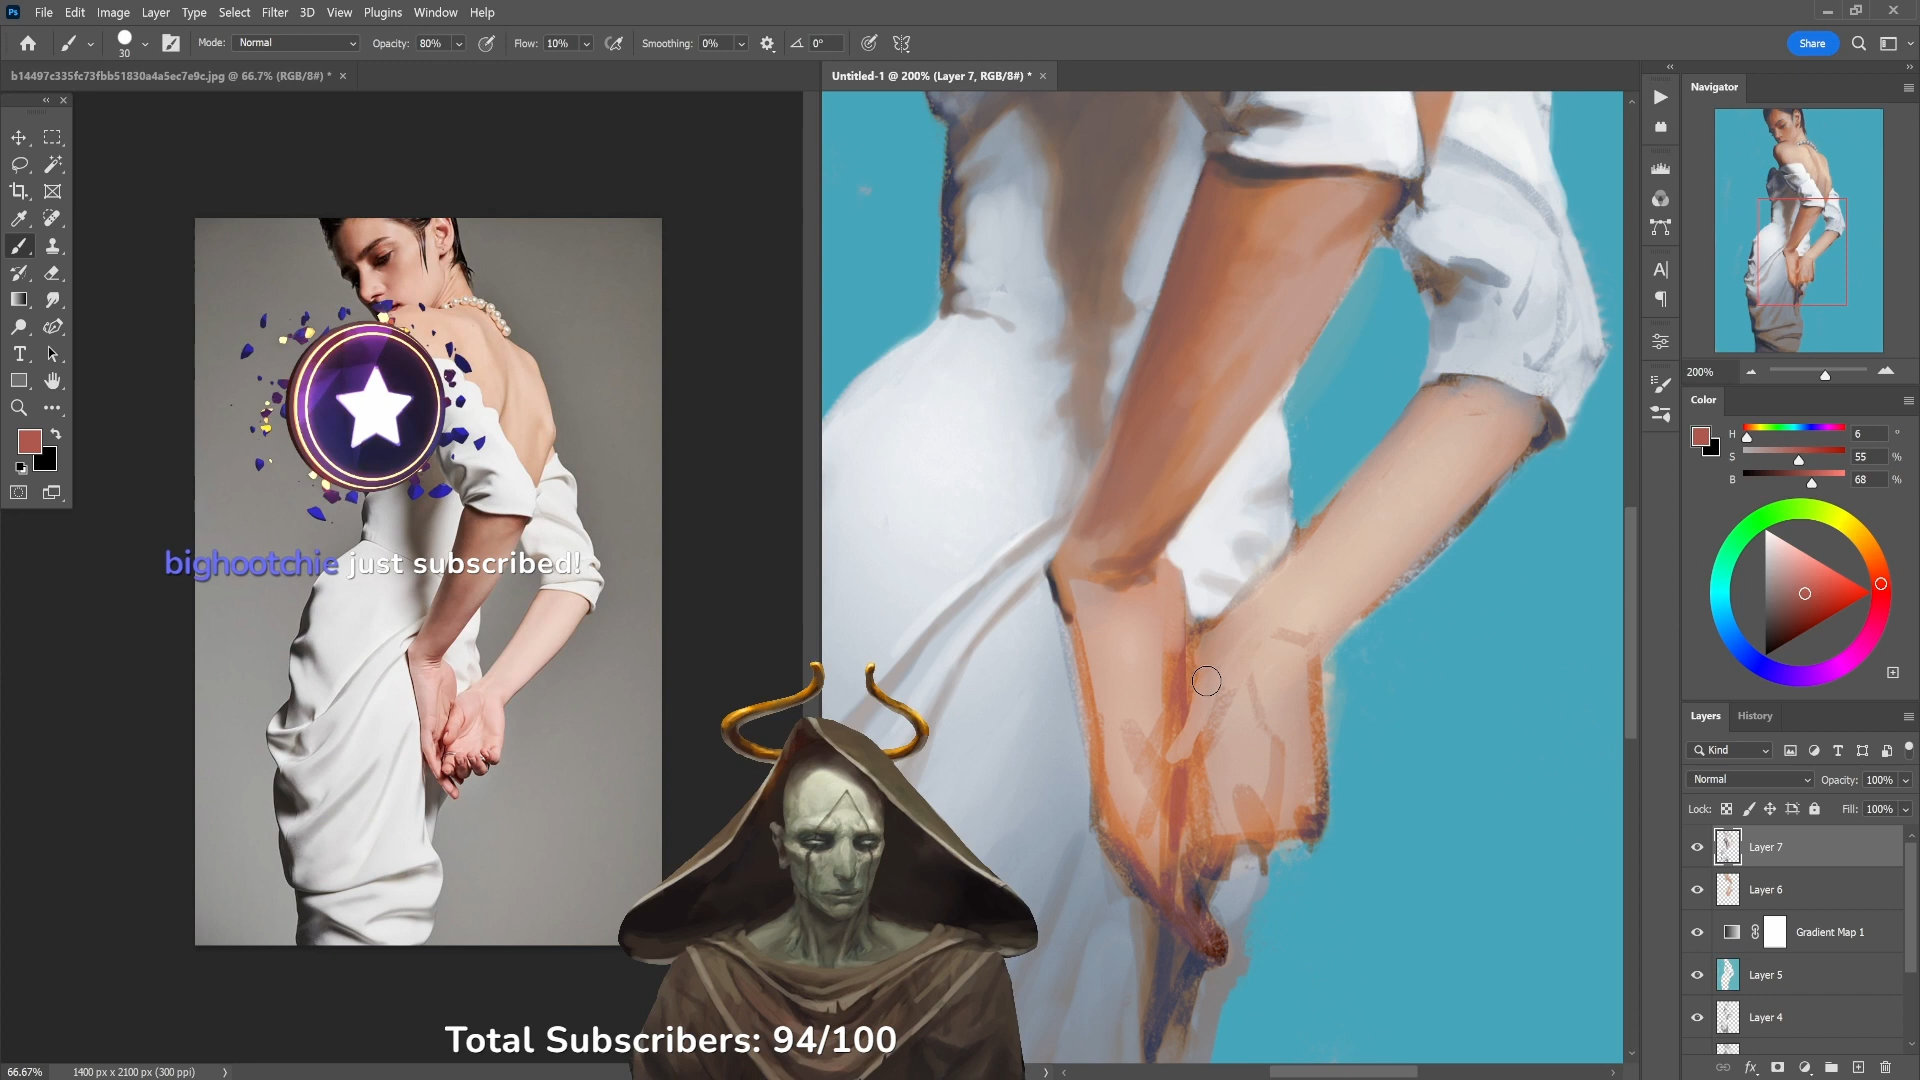 Ps File Edit Image Layer Type Select Filter 3D View Plugins Window Help
30 Mode: Normal Opacity: 80% Flow: 10% Smoothing: 0% 0° Share
b14497c335fc73fbb51830a4a5ec7e9c.jpg @ 66.7% (RGB/8#) *
Untitled-1 @ 200% (Layer 7, RGB/8#) *
Navigator
200%
Color
H 6 °
S 55 %
B 68 %
bighootchie just subscribed!
Layers History
Kind
Normal Opacity: 100%
Lock: Fill: 100%
Layer 7
Layer 6
Gradient Map 1
Layer 5
Layer 4
Total Subscribers: 94/100
66.67% 1400 px x 2100 px (300 ppi)